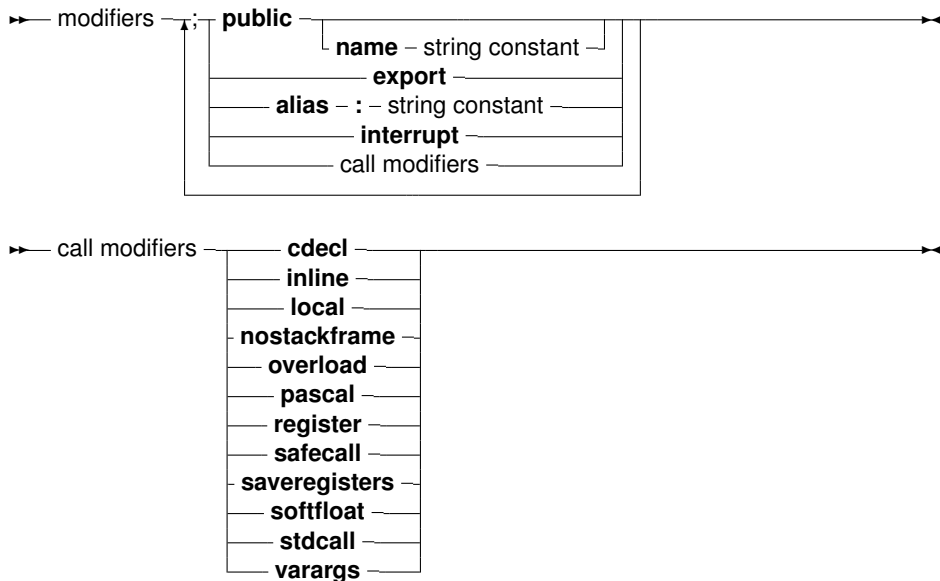 modifiers ; public
name string constant
export
alias : string constant
interrupt
call modifiers
call modifiers cdecl
inline
local
nostackframe
overload
pascal
register
safecall
saveregisters
softfloat
stdcall
varargs